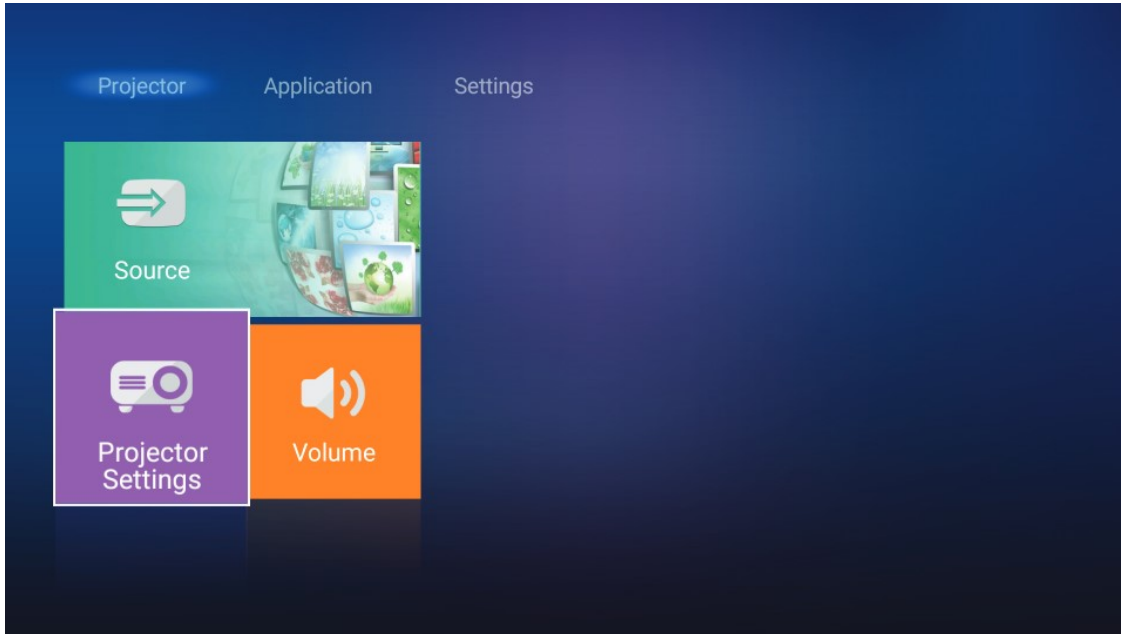 Projector
Application
Settings
Source
Projector
Settings
Volume